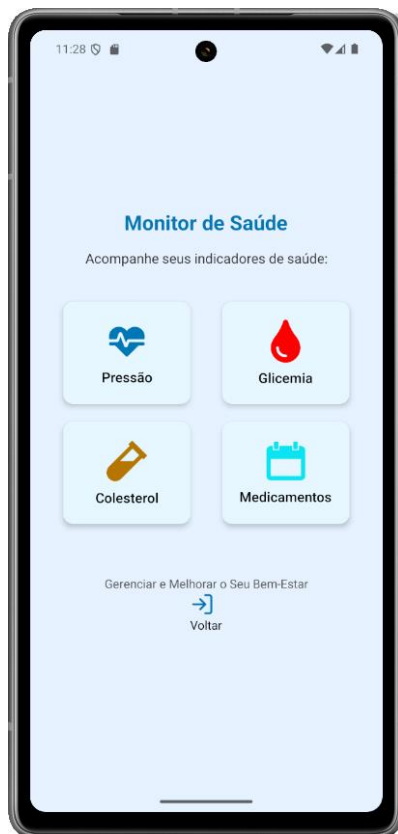 11:28
Monitor de Saúde
Acompanhe seus indicadores de saúde:
Pressão
Glicemia
Colesterol
Medicamentos
Gerenciar e Melhorar o Seu Bem-Estar
Voltar